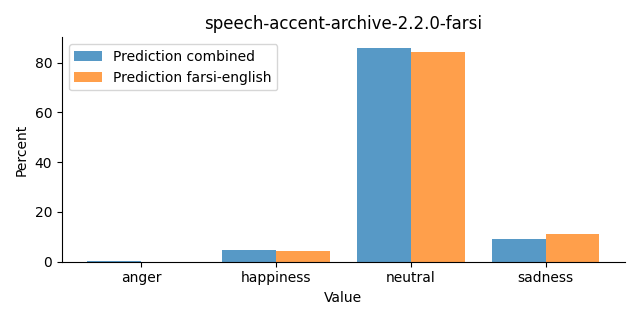 speech-accent-archive-2.2.0-farsi
Prediction combined
Prediction farsi-english
Percent
80
60
40
20
0
anger happiness neutral sadness
Value